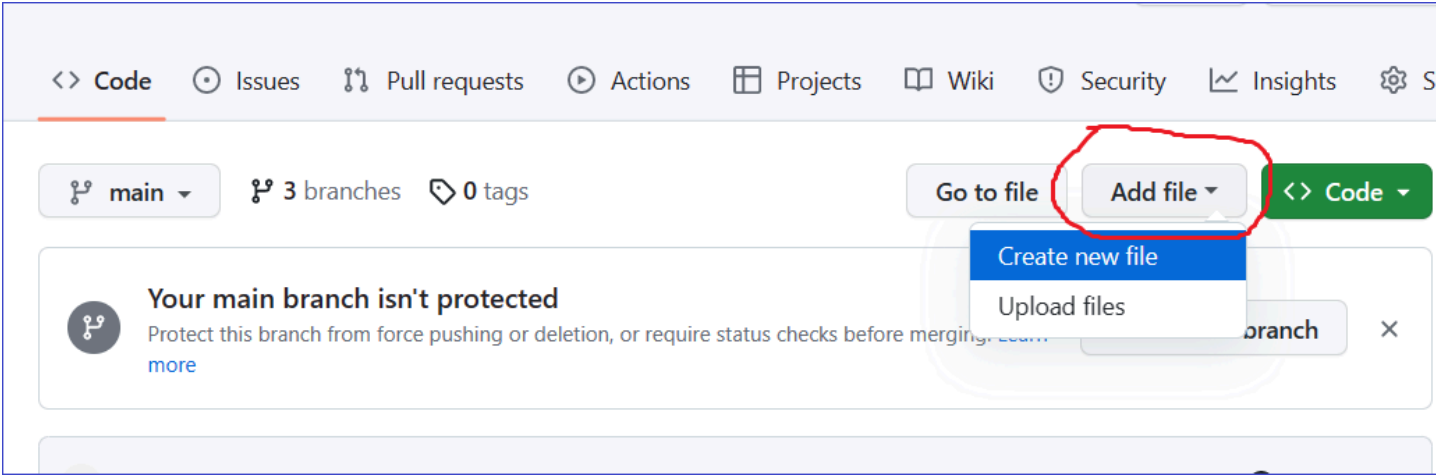 Code Issues Pull requests Actions Projects Wiki Security Insights S
main 3 branches 0 tags Go to file Add file Code
Create new file
Your main branch isn't protected
Upload files
Protect this branch from force pushing or deletion, or require status checks before merging. Learn branch
more